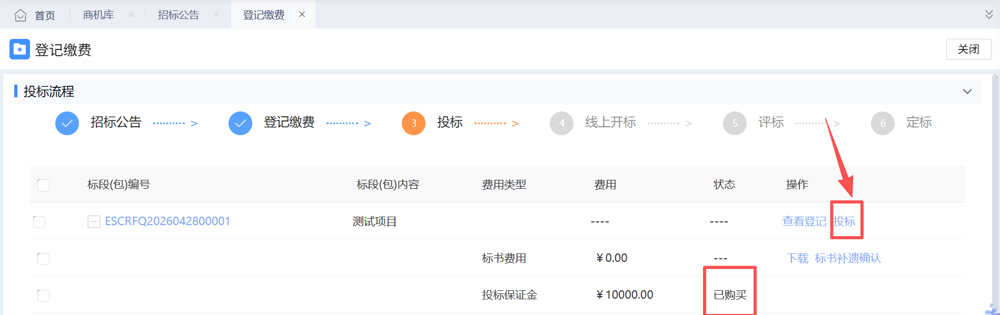 首页 商机库 招标公告 登记缴费
登记缴费 关闭
投标流程
招标公告 登记缴费 3 投标 4 线上开标 5 评标 6 定标
标段(包)编号 标段(包)内容 费用类型 费用 状态 操作
ESCRFQ2026042800001 测试项目 ---- ---- 查看登记 投标
标书费用 ¥0.00 --- 下载 标书补遗确认
投标保证金 ¥10000.00 已购买